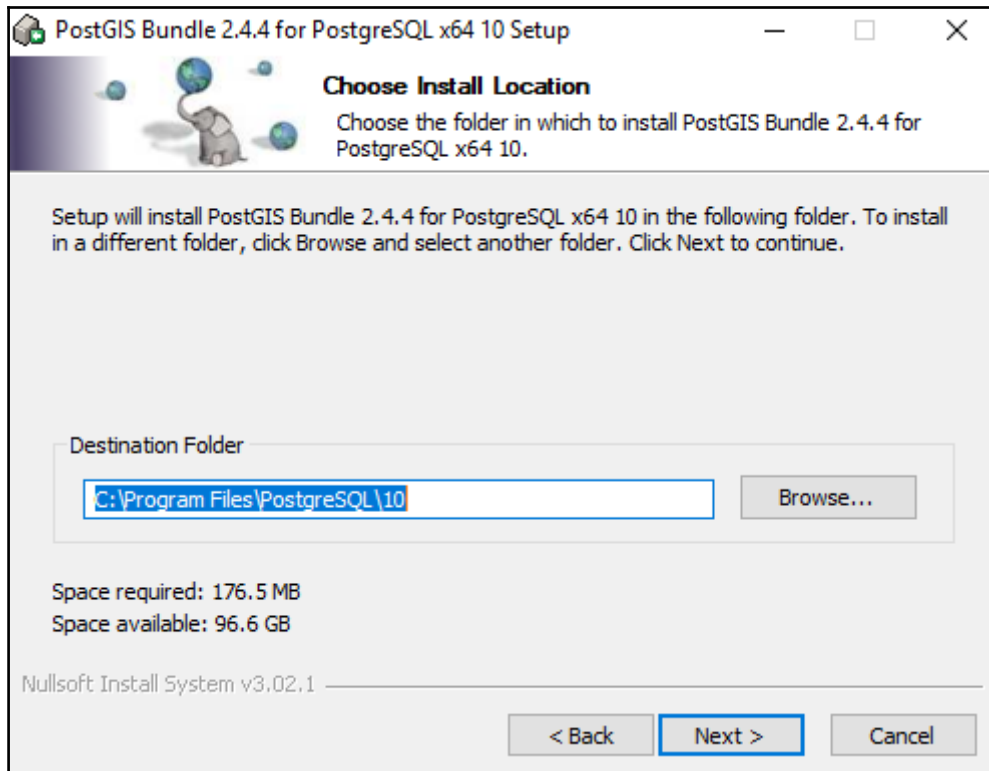 PostGIS Bundle 2.4.4 for PostgreSQL x64 10 Setup
Choose Install Location
Choose the folder in which to install PostGIS Bundle 2.4.4 for
PostgreSQL x64 10.
Setup will install PostGIS Bundle 2.4.4 for PostgreSQL x64 10 in the following folder. To install
in a different folder, click Browse and select another folder. Click Next to continue.
Destination Folder
C:\Program Files\PostgreSQL\10
Browse...
Space required: 176.5 MB
Space available: 96.6 GB
Nullsoft Install System v3.02.1
< Back
Next >
Cancel